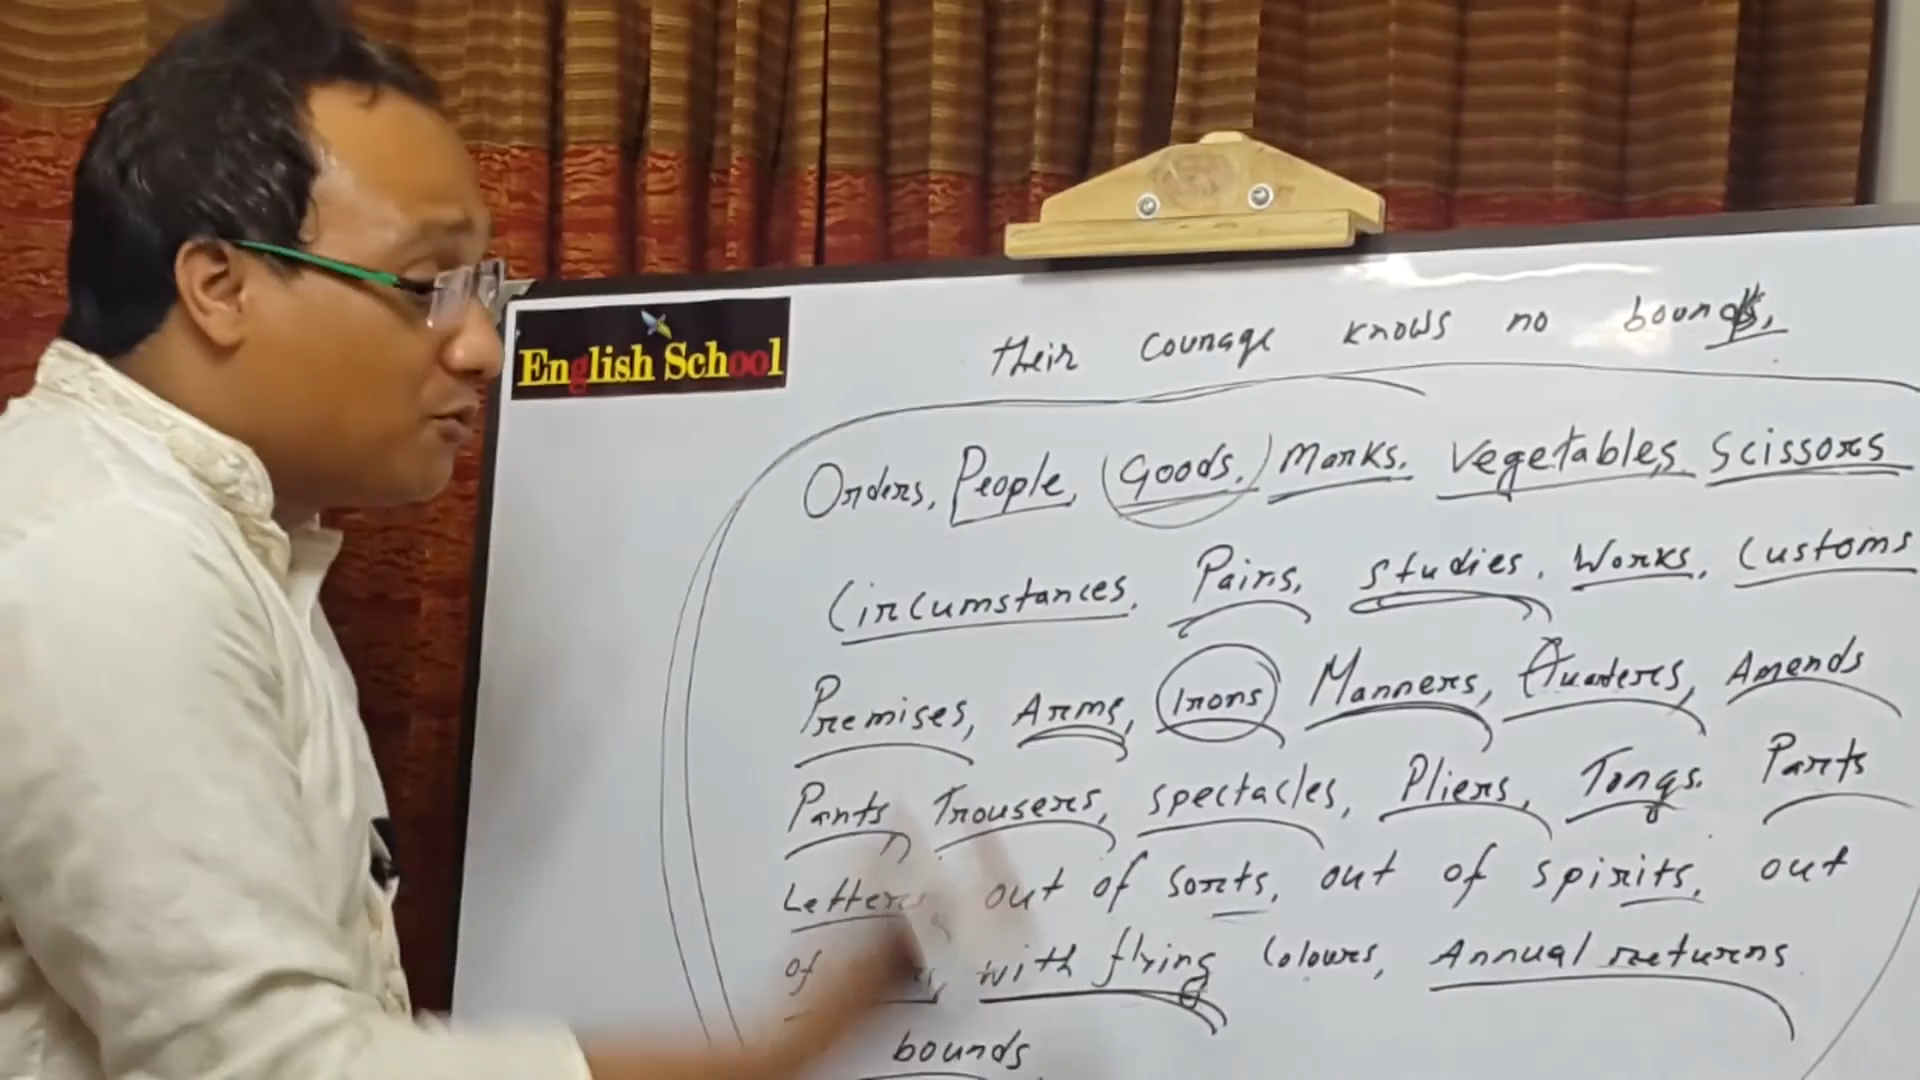 English School
their courage knows no bounds,
Orders, People, Goods, Marks, Vegetables, Scissors
Circumstances, Pains, Studies, Works, Customs
Premises, Arms, Irons, Manners, Quarters, Amends
Pants, Trousers, Spectacles, Pliers, Tongs, Parts
Letters, out of sorts, out of spirits, out
of with flying Colours, Annual returns
bounds